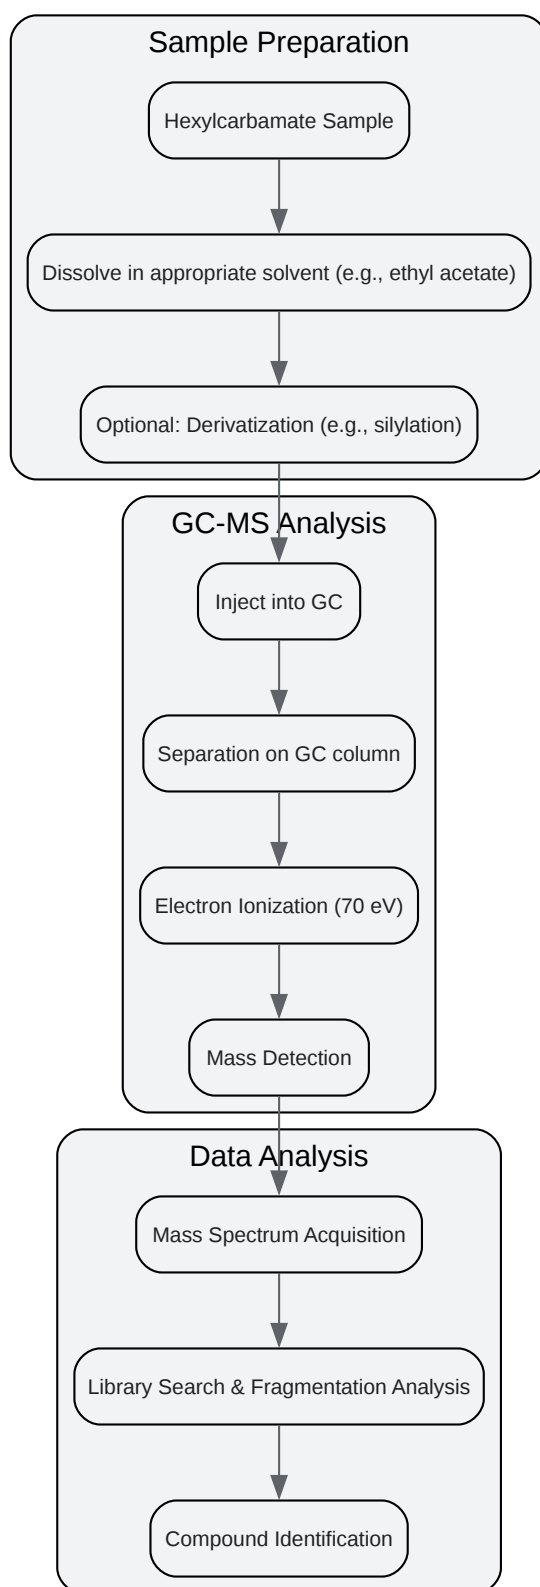 Sample Preparation
Hexylcarbamate Sample
Dissolve in appropriate solvent (e.g., ethyl acetate)
Optional: Derivatization (e.g., silylation)
GC-MS Analysis
Inject into GC
Separation on GC column
Electron Ionization (70 eV)
Mass Detection
Data Analysis
Mass Spectrum Acquisition
Library Search & Fragmentation Analysis
Compound Identification